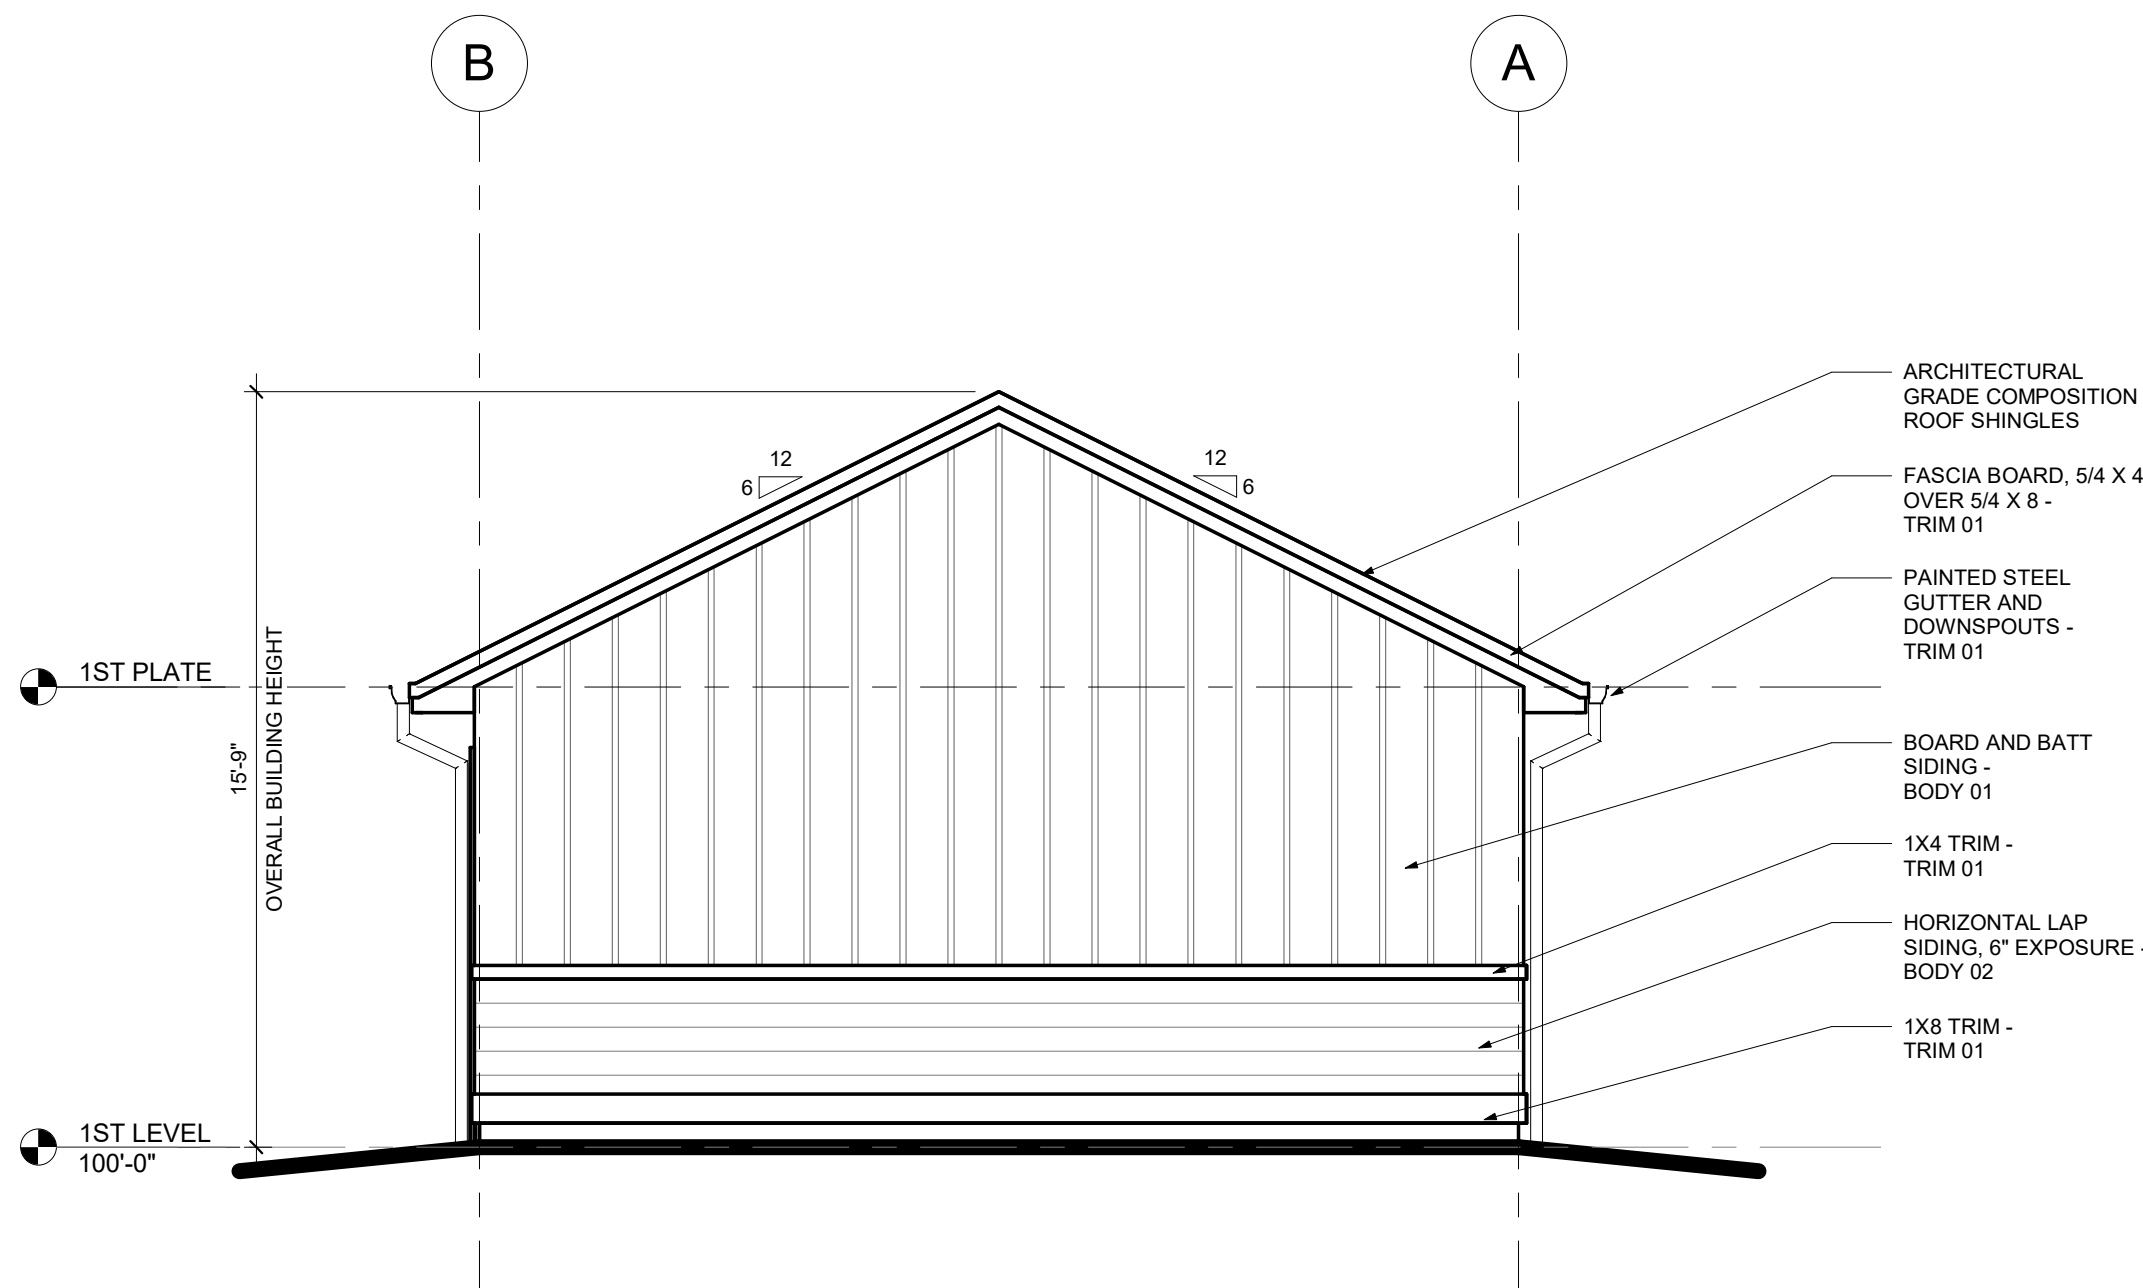 B
A
ARCHITECTURAL
GRADE COMPOSITION
ROOF SHINGLES
12
6
12
6
FASCIA BOARD, 5/4 X 4
OVER 5/4 X 8 -
TRIM 01
PAINTED STEEL
GUTTER AND
DOWNSPOUTS -
TRIM 01
1ST PLATE
15'-9"
OVERALL BUILDING HEIGHT
BOARD AND BATT
SIDING -
BODY 01
1X4 TRIM -
TRIM 01
HORIZONTAL LAP
SIDING, 6" EXPOSURE -
BODY 02
1X8 TRIM -
TRIM 01
1ST LEVEL
100'-0"